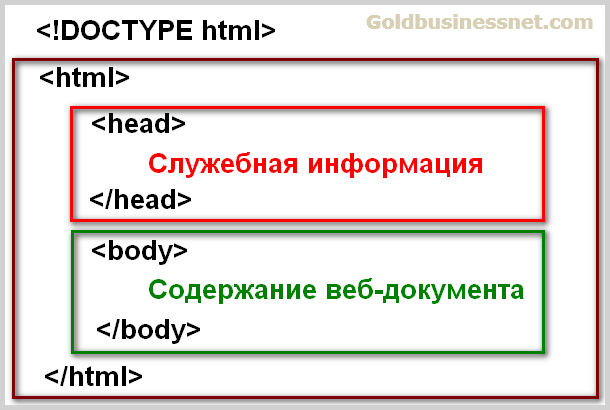 Goldbusinessnet.com
<!DOCTYPE html>
<html>
<head>
Служебная информация
</head>
<body>
Содержание веб-документа
</body>
</html>